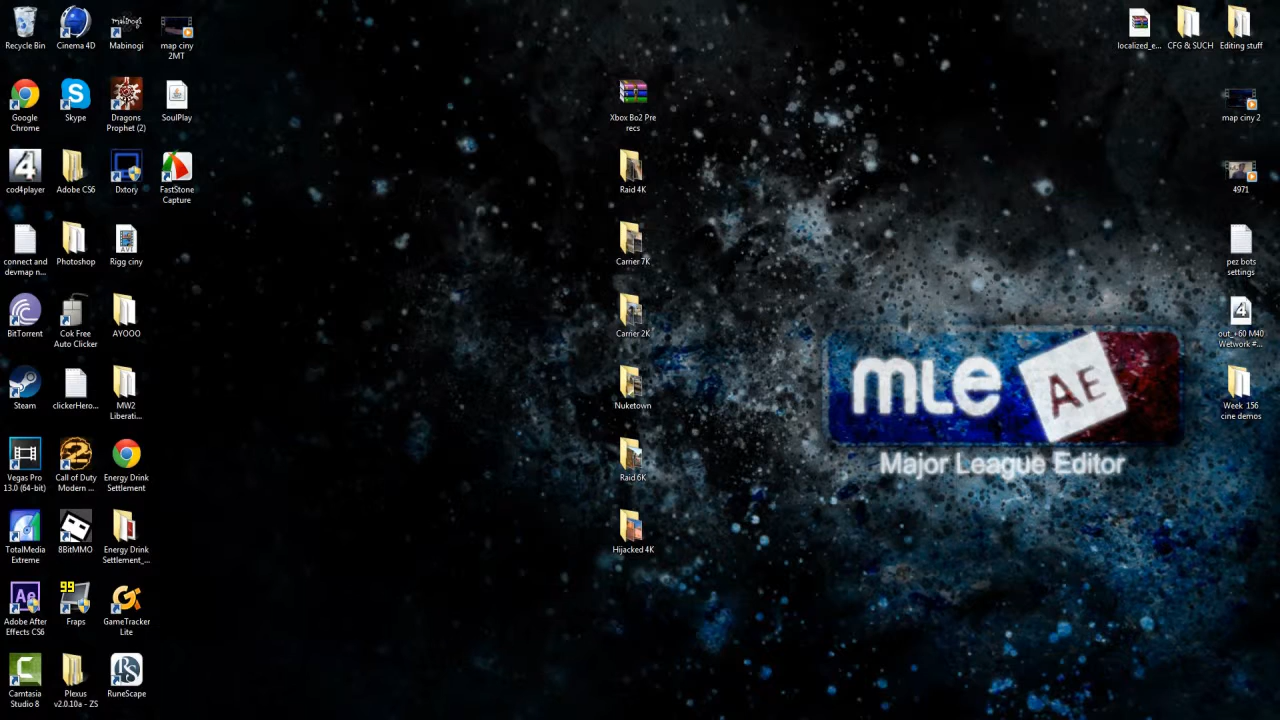 Recycle Bin
Cinema 4D
Mabinogi
map ciny
2MT
Google
Chrome
Skype
Dragons
Prophet (2)
SoulPlay
cod4player
Adobe CS6
Dxtory
FastStone
Capture
connect and
devmap n...
Photoshop
Rigg ciny
BitTorrent
Cok Free
Auto Clicker
AYOOO
Steam
clickerHero...
MW2
Liberati...
Vegas Pro
13.0 (64-bit)
Call of Duty
Modern ...
Energy Drink
Settlement
TotalMedia
Extreme
8BitMMO
Energy Drink
Settlement_...
Adobe After
Effects CS6
99
Fraps
GameTracker
Lite
Camtasia
Studio 8
Plexus
v2.0.10a - ZS
RuneScape
Xbox Bo2 Pre
recs
Raid 4K
Carrier 7K
Carrier 2K
Nuketown
Raid 6K
Hijacked 4K
localized_e...
CFG & SUCH
Editing stuff
map ciny 2
4971
pez bots
settings
out_+60 M40
Wetwork #...
Week 156
cine demos
mLe AE
Major League Editor